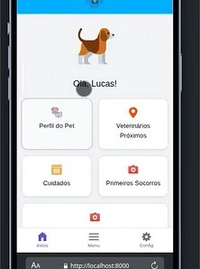 Olá, Lucas!
Perfil do Pet
Veterinários
Próximos
Cuidados
Primeiros Socorros
Início
Menu
Config
AA
http://localhost:8000